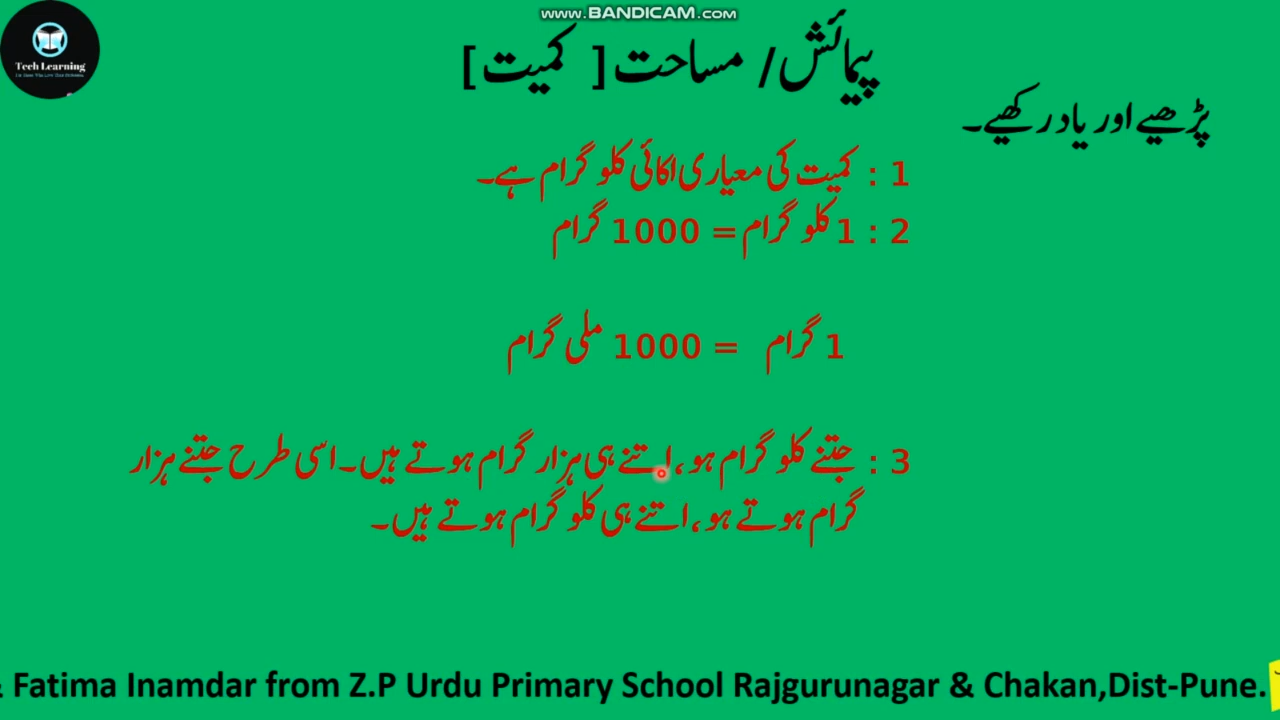 www.BANDICAM.com
Tech Learning
پیمائش/ مساحت[ کمیت]
پڑھیے اور یاد رکھیے۔
1 : کمیت کی معیاری اکائی کلو گرام ہے۔
2 : 1 کلو گرام= 1000 گرام
1 گرام = 1000 ملی گرام
3 : جتنے کلو گرام ہو، اتنے ہی ہزار گرام ہوتے ہیں۔اسی طرح جتنے ہزار
گرام ہوتے ہو، اتنے ہی کلو گرام ہوتے ہیں۔
Fatima Inamdar from Z.P Urdu Primary School Rajgurunagar & Chakan,Dist-Pune.